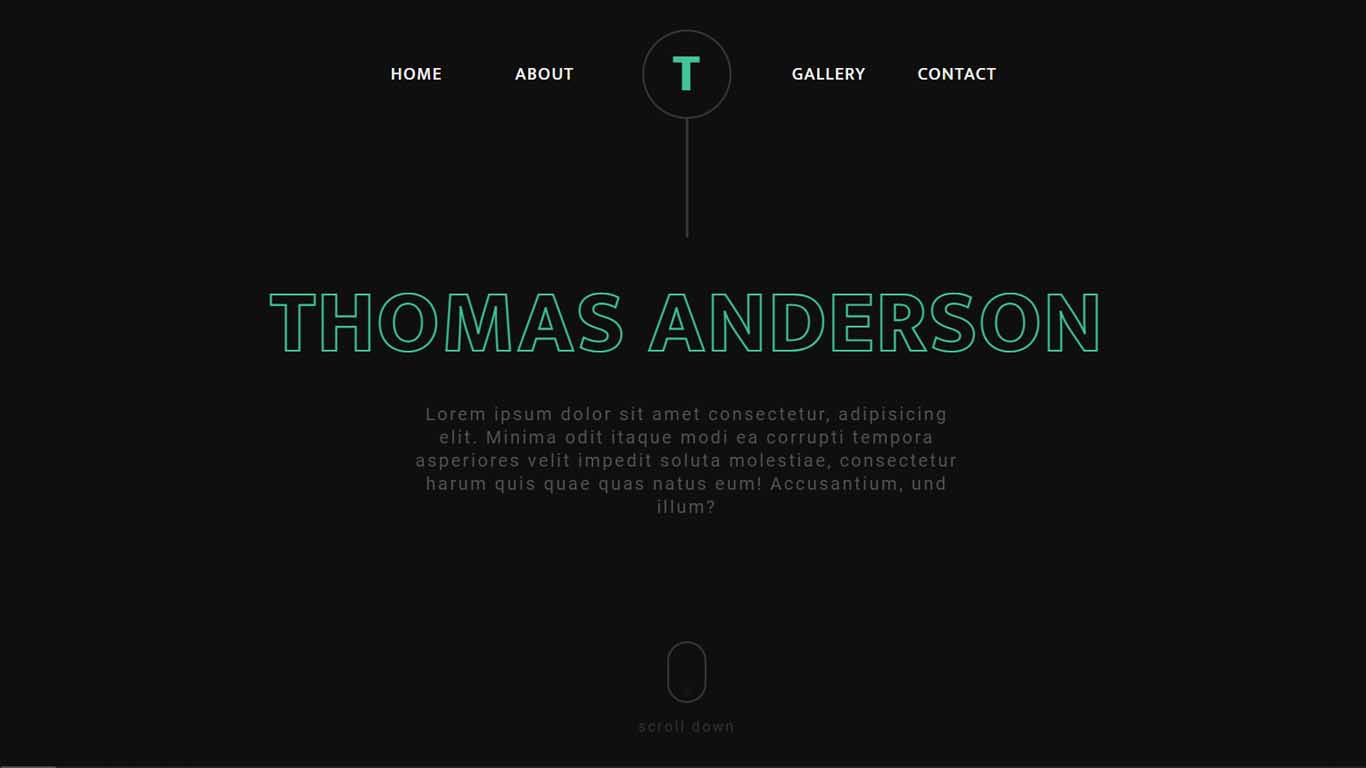 HOME ABOUT T GALLERY CONTACT
THOMAS ANDERSON
Lorem ipsum dolor sit amet consectetur, adipisicing
elit. Minima odit itaque modi ea corrupti tempora
asperiores velit impedit soluta molestiae, consectetur
harum quis quae quas natus eum! Accusantium, und
illum?
scroll down